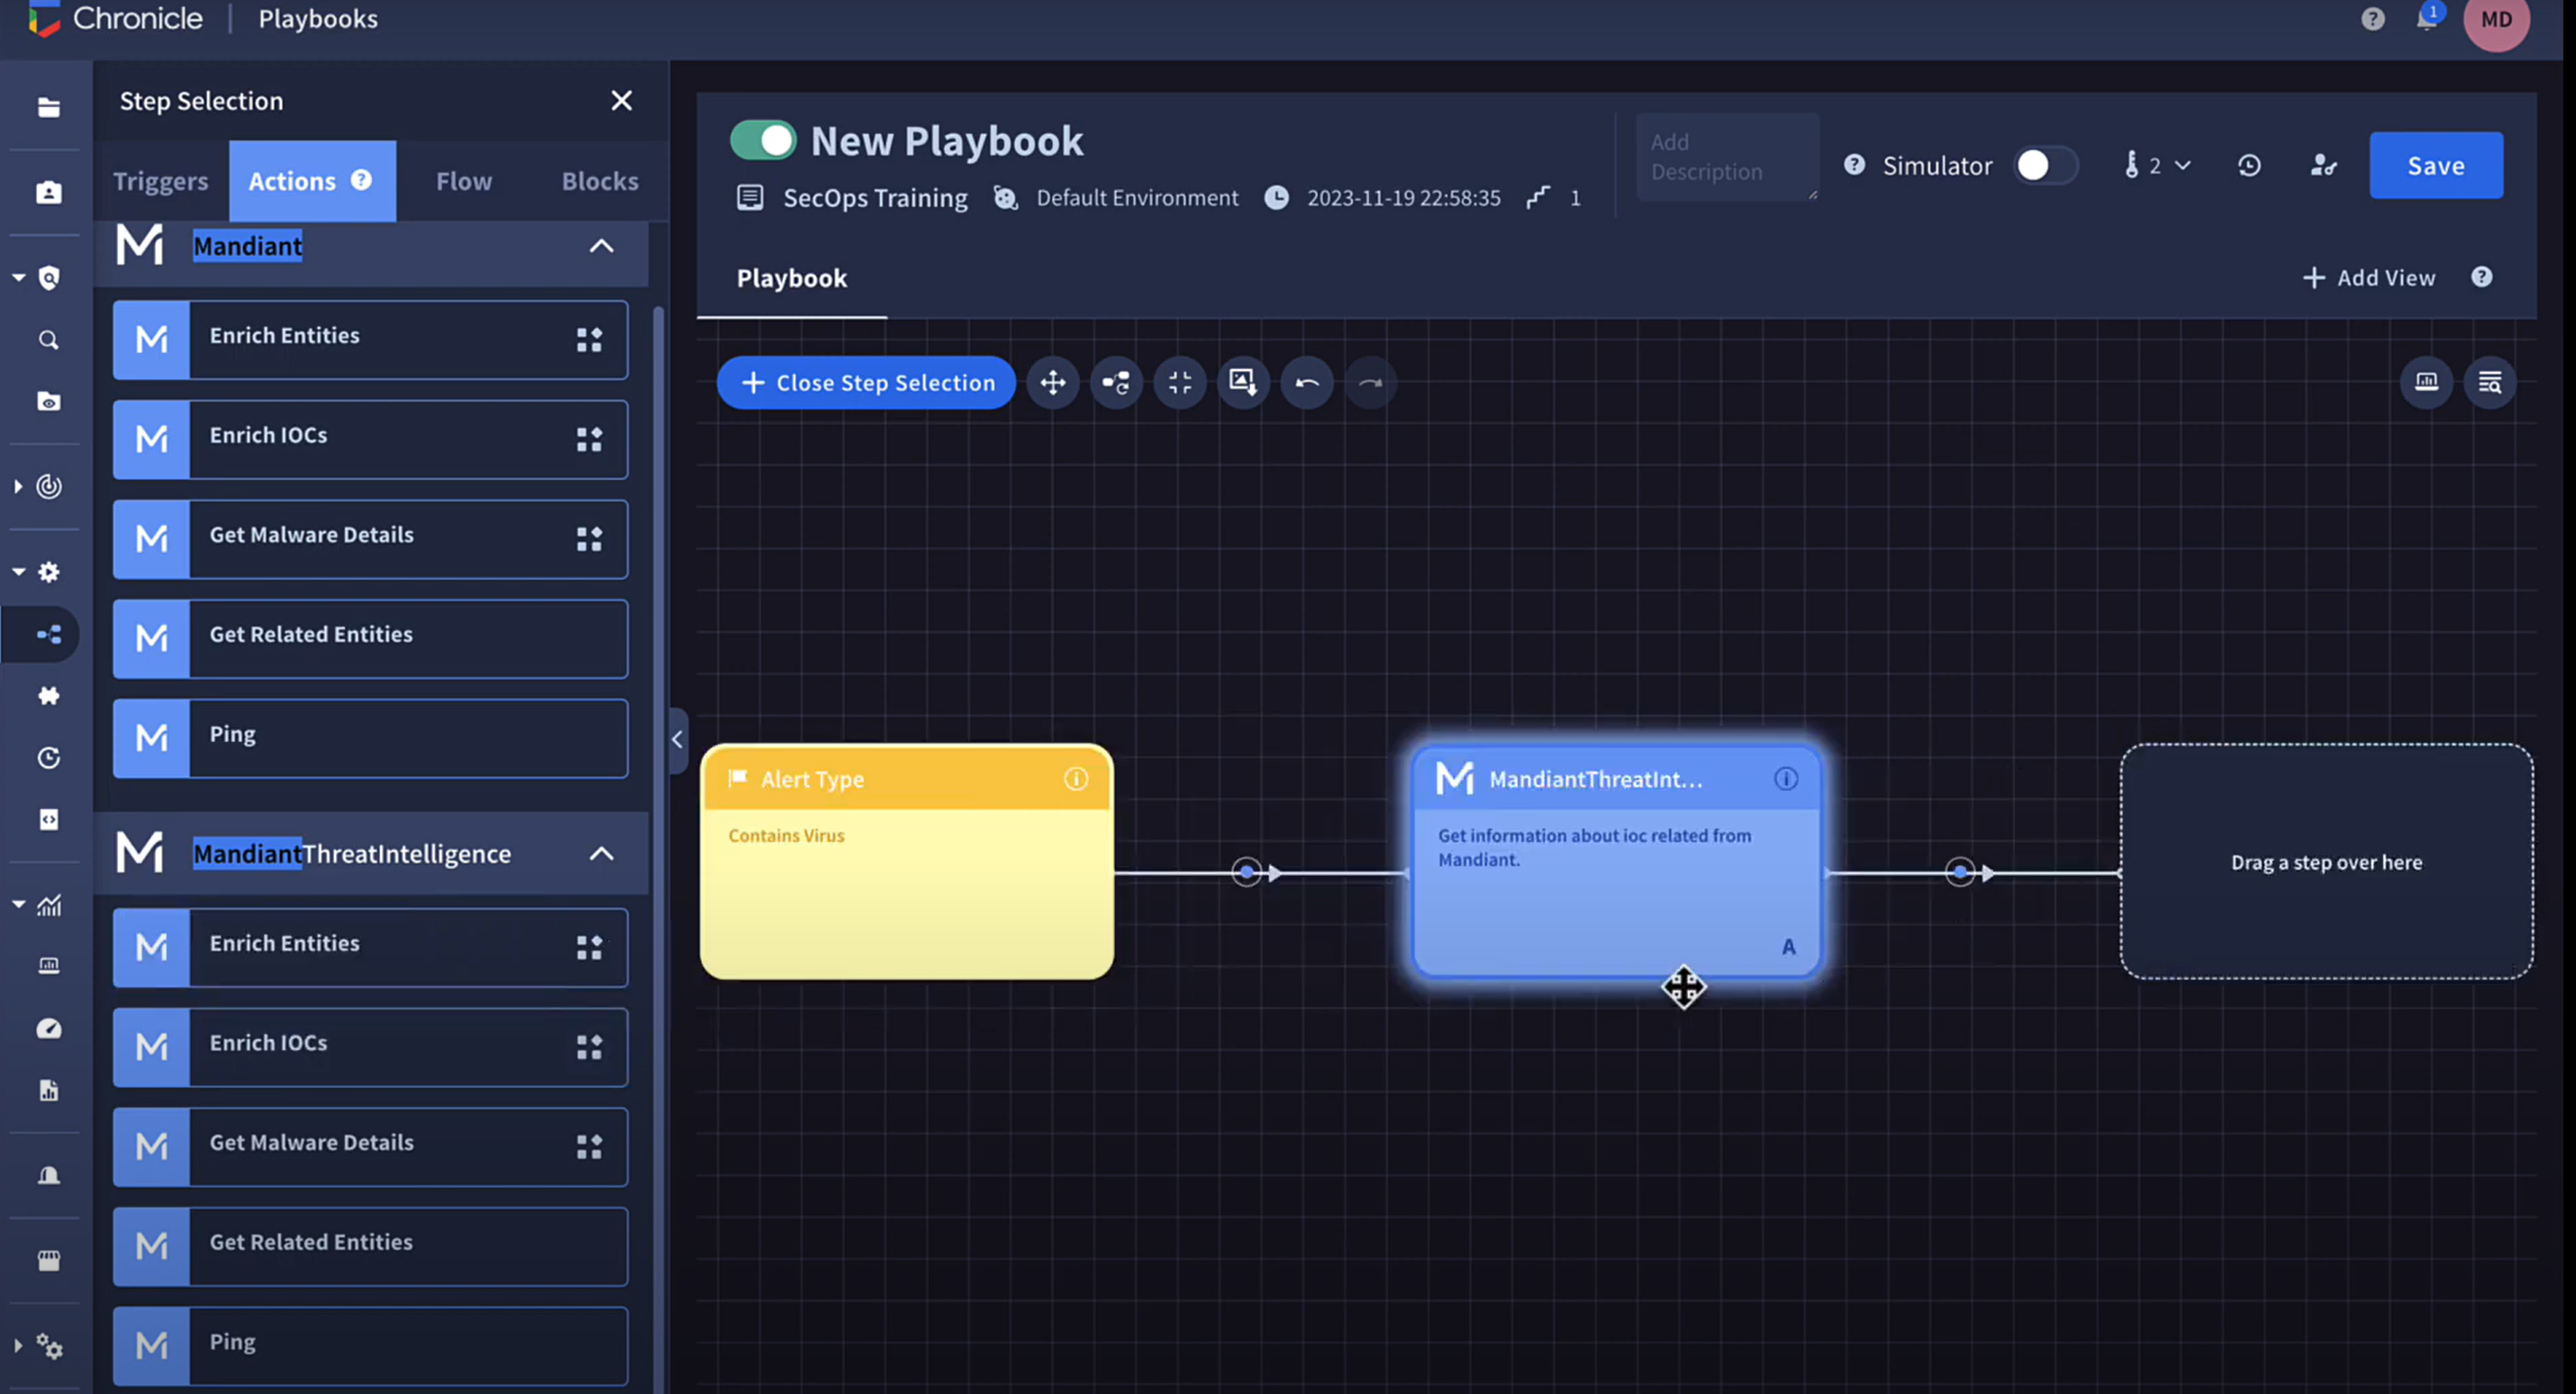 Chronicle | Playbooks
1
MD
Step Selection
Triggers
Actions ?
Flow
Blocks
Mandiant
Enrich Entities
Enrich IOCs
Get Malware Details
Get Related Entities
Ping
MandiantThreatIntelligence
Enrich Entities
Enrich IOCs
Get Malware Details
Get Related Entities
Ping
New Playbook
SecOps Training
Default Environment
2023-11-19 22:58:35
1
Add
Description
Simulator
2
Save
Playbook
+ Add View
+ Close Step Selection
Alert Type
Contains Virus
MandiantThreatInt...
Get information about ioc related from
Mandiant.
A
Drag a step over here